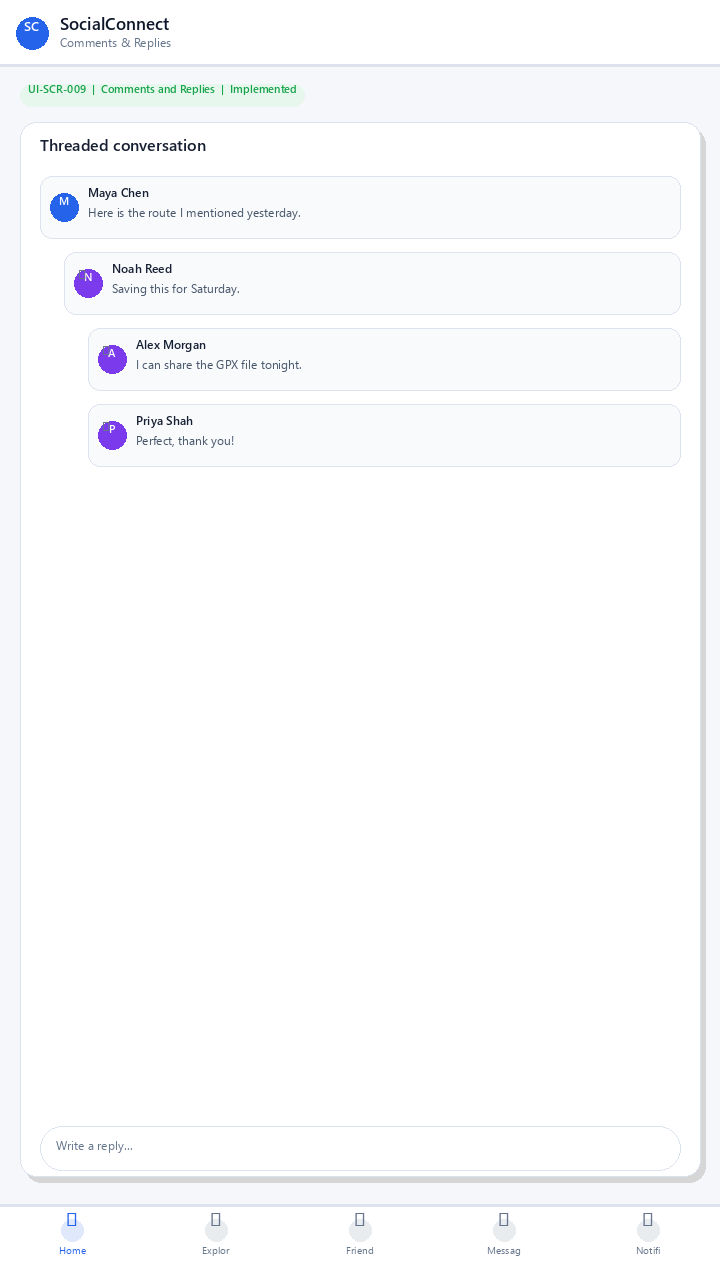 SC
SocialConnect
Comments & Replies
UI-SCR-009 | Comments and Replies | Implemented
Threaded conversation
M
Maya Chen
Here is the route I mentioned yesterday.
N
Noah Reed
Saving this for Saturday.
A
Alex Morgan
I can share the GPX file tonight.
P
Priya Shah
Perfect, thank you!
Write a reply...
Home Explor Friend Messag Notifi